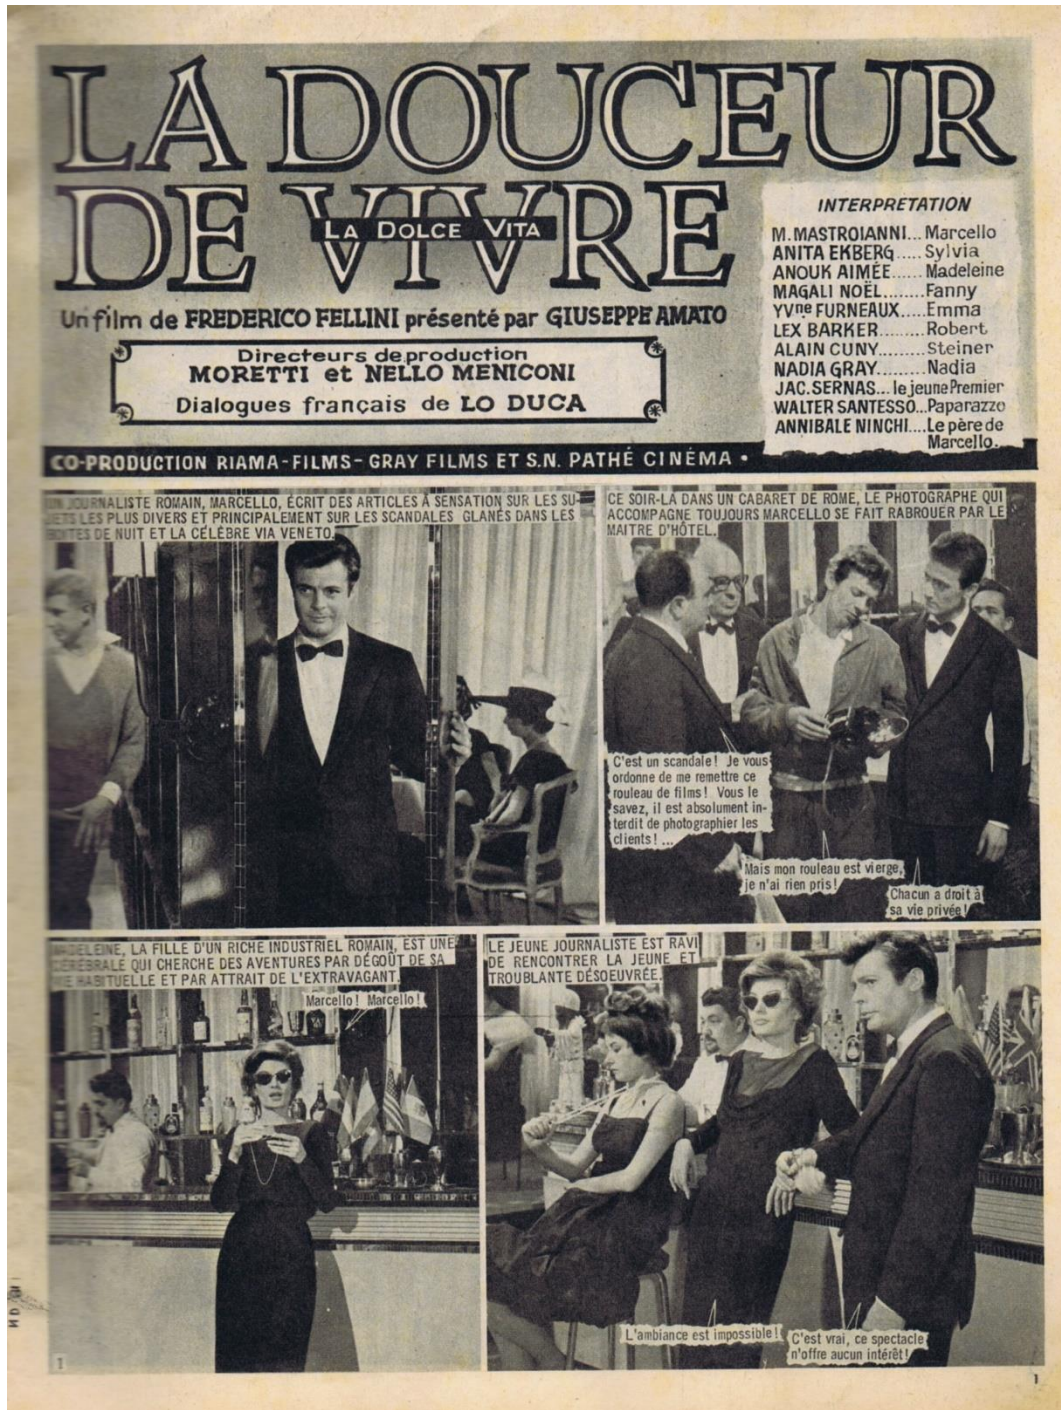 LA DOUCEUR
DE VIVRE
LA DOLCE VITA
Un film de FREDERICO FELLINI présenté par GIUSEPPE AMATO
Directeurs de production
MORETTI et NELLO MENICONI
Dialogues français de LO DUCA
INTERPRETATION
M. MASTROIANNI... Marcello
ANITA EKBERG..... Sylvia
ANOUK AIMÉE...... Madeleine
MAGALI NOËL........ Fanny
YVne FURNEAUX..... Emma
LEX BARKER........ Robert
ALAIN CUNY........ Steiner
NADIA GRAY......... Nadia
JAC. SERNAS... le jeune Premier
WALTER SANTESSO... Paparazzo
ANNIBALE NINCHI.... Le père de
Marcello.
CO-PRODUCTION RIAMA-FILMS-GRAY FILMS ET S.N. PATHÉ CINÉMA •
UN JOURNALISTE ROMAIN, MARCELLO, ÉCRIT DES ARTICLES À SENSATION SUR LES SU-
JETS LES PLUS DIVERS ET PRINCIPALEMENT SUR LES SCANDALES GLANÉS DANS LES
BOITES DE NUIT ET LA CÉLÈBRE VIA VENETO.
CE SOIR-LÀ DANS UN CABARET DE ROME, LE PHOTOGRAPHE QUI
ACCOMPAGNE TOUJOURS MARCELLO SE FAIT RABROUER PAR LE
MAITRE D'HÔTEL.
C'est un scandale! Je vous
ordonne de me remettre ce
rouleau de films! Vous le
savez, il est absolument in-
terdit de photographier les
clients! ...
Mais mon rouleau est vierge,
je n'ai rien pris!
Chacun a droit à
sa vie privée!
MADELEINE, LA FILLE D'UN RICHE INDUSTRIEL ROMAIN, EST UNE
CÉRÉBRALE QUI CHERCHE DES AVENTURES PAR DÉGOÛT DE SA
VIE HABITUELLE ET PAR ATTRAIT DE L'EXTRAVAGANT.
Marcello! Marcello!
LE JEUNE JOURNALISTE EST RAVI
DE RENCONTRER LA JEUNE ET
TROUBLANTE DÉSOEUVRÉE.
L'ambiance est impossible!
C'est vrai, ce spectacle
n'offre aucun intérêt!
1
1